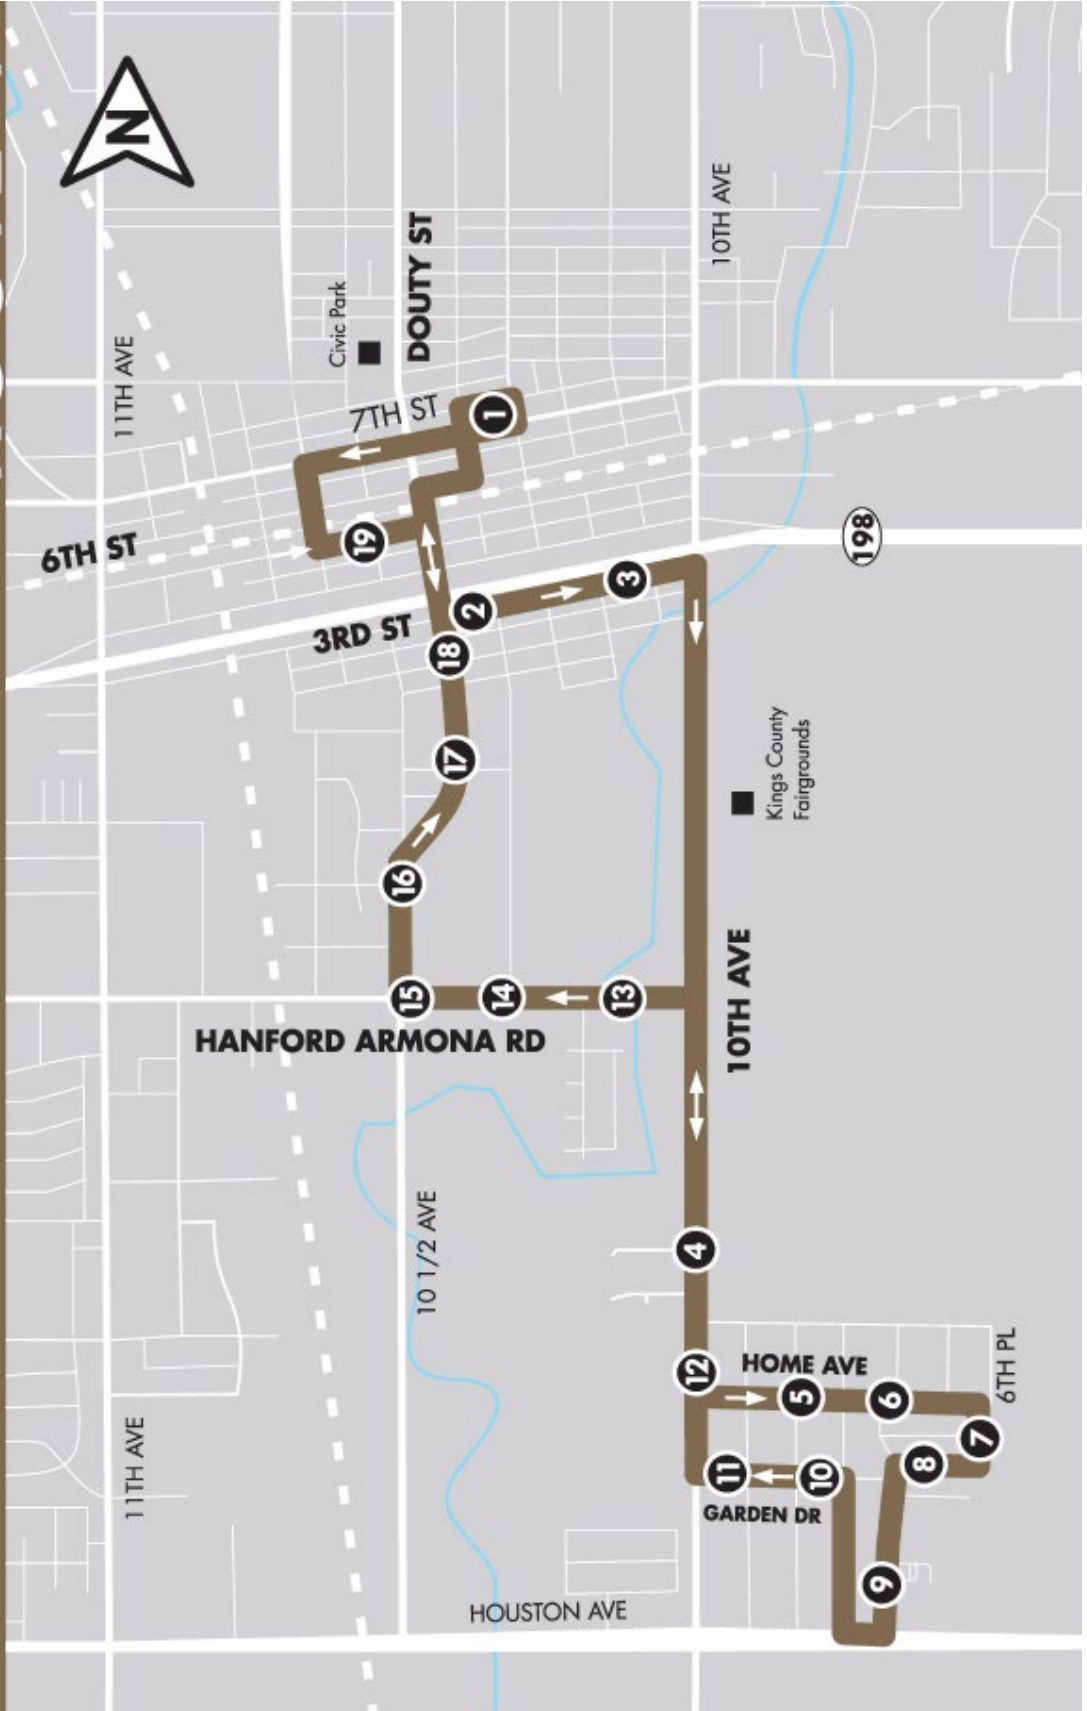 N
11TH AVE
10TH AVE
Civic Park
DOUTY ST
7TH ST
1
6TH ST
19
198
3RD ST
2
3
18
17
Kings County
Fairgrounds
16
15
14
13
HANFORD ARMONA RD
10TH AVE
10 1/2 AVE
4
12
HOME AVE
5
6
6TH PL
7
8
11
10
GARDEN DR
11TH AVE
9
HOUSTON AVE